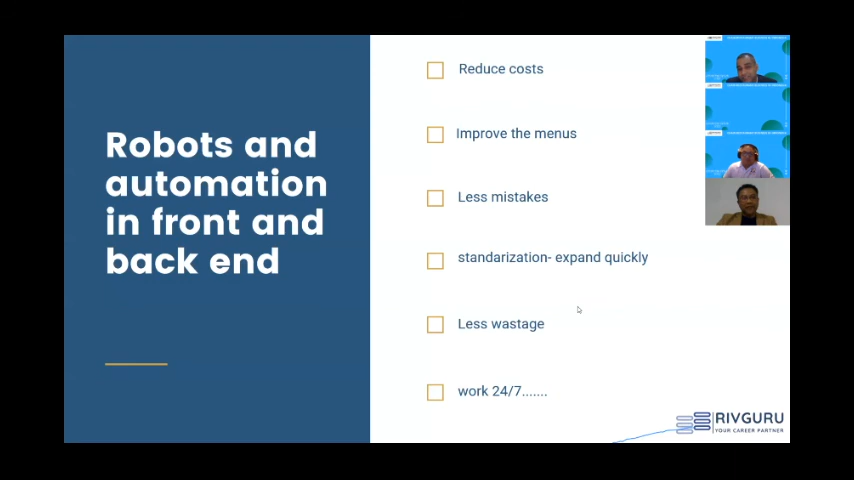 Robots and
automation
in front and
back end
Reduce costs
Improve the menus
Less mistakes
standarization- expand quickly
Less wastage
work 24/7.......
RIVGURU
YOUR CAREER PARTNER